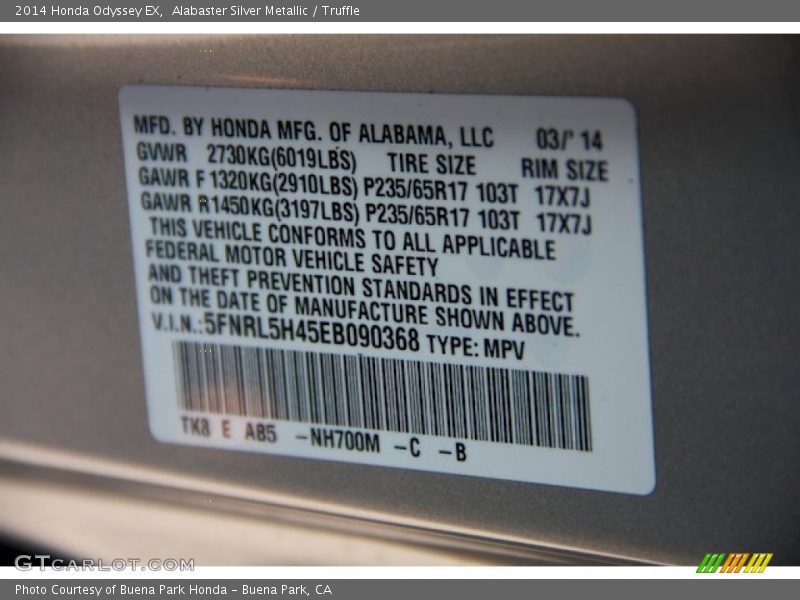 2014 Honda Odyssey EX,  Alabaster Silver Metallic / Truffle
MFD. BY HONDA MFG. OF ALABAMA, LLC 03/' 14
GVWR 2730KG(6019LBS) TIRE SIZE RIM SIZE
GAWR F 1320KG(2910LBS) P235/65R17 103T 17X7J
GAWR R1450KG(3197LBS) P235/65R17 103T 17X7J
THIS VEHICLE CONFORMS TO ALL APPLICABLE
FEDERAL MOTOR VEHICLE SAFETY
AND THEFT PREVENTION STANDARDS IN EFFECT
ON THE DATE OF MANUFACTURE SHOWN ABOVE.
V.I.N.:5FNRL5H45EB090368 TYPE: MPV
TK8 E AB5 -NH700M -C -B
GTCARLOT.COM
Photo Courtesy of Buena Park Honda - Buena Park, CA